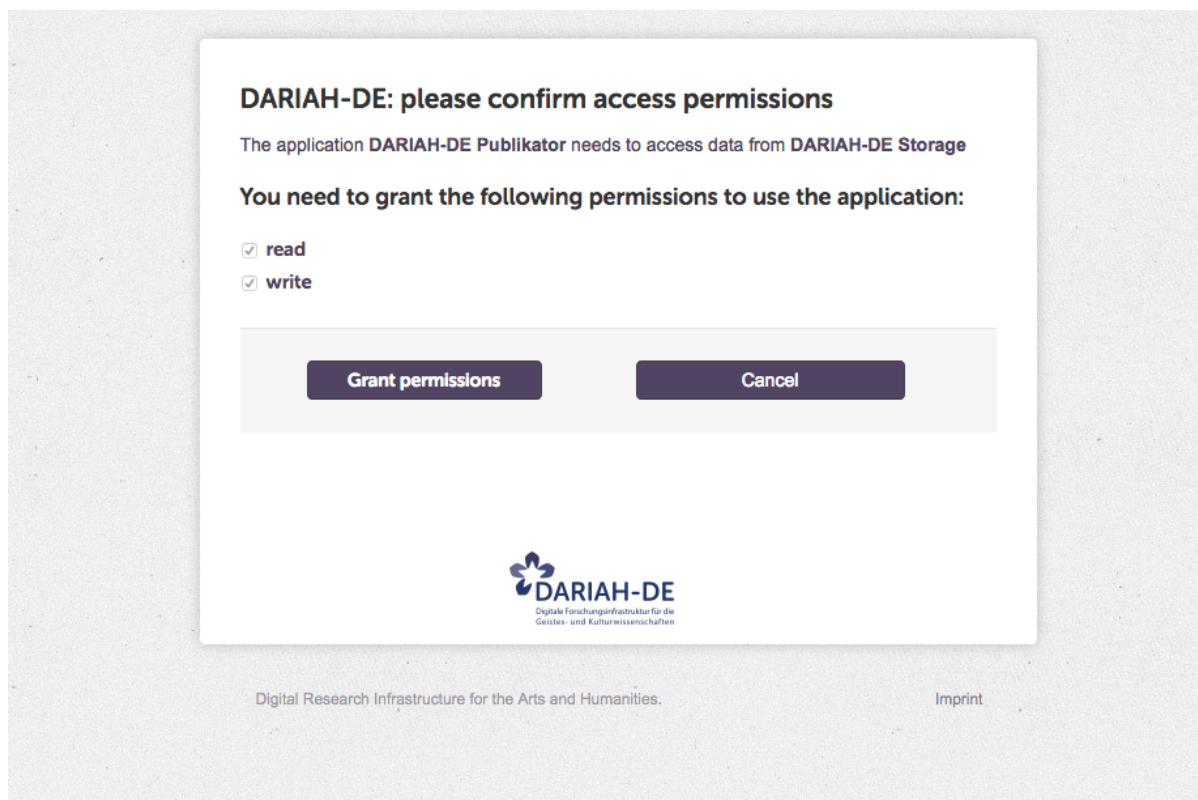 DARIAH-DE: please confirm access permissions
The application DARIAH-DE Publikator needs to access data from DARIAH-DE Storage
You need to grant the following permissions to use the application:
read
write
Grant permissions
Cancel
DARIAH-DE
Digitale Forschungsinfrastruktur für die
Geistes- und Kulturwissenschaften
Digital Research Infrastructure for the Arts and Humanities.
Imprint